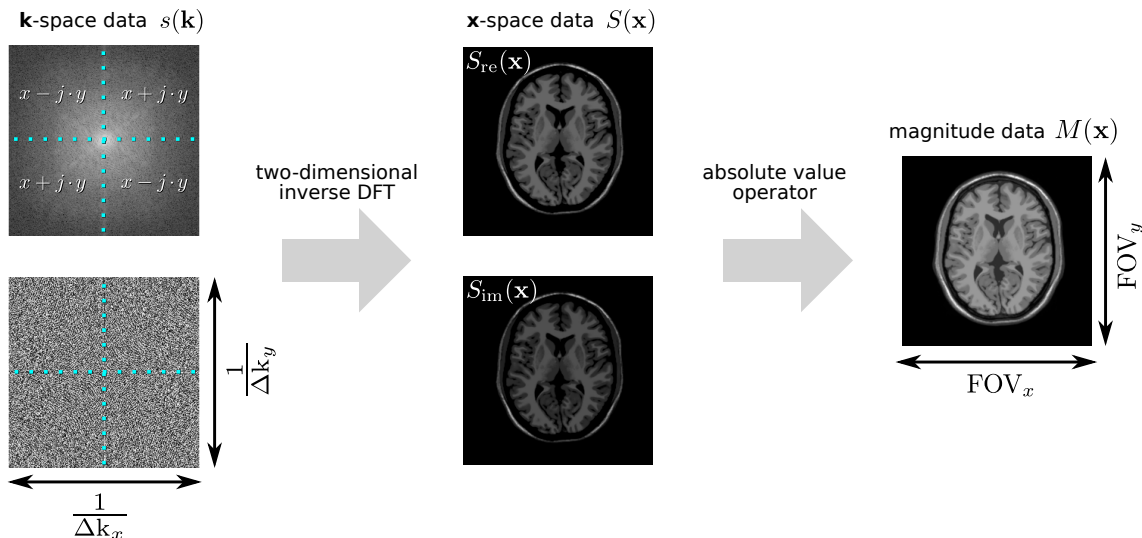 k-space data s(k)
x − j · y
x + j · y
x + j · y
x − j · y
1
Δk_y
1
Δk_x
two-dimensional
inverse DFT
x-space data S(x)
S_re(x)
S_im(x)
absolute value
operator
magnitude data M(x)
FOV_y
FOV_x